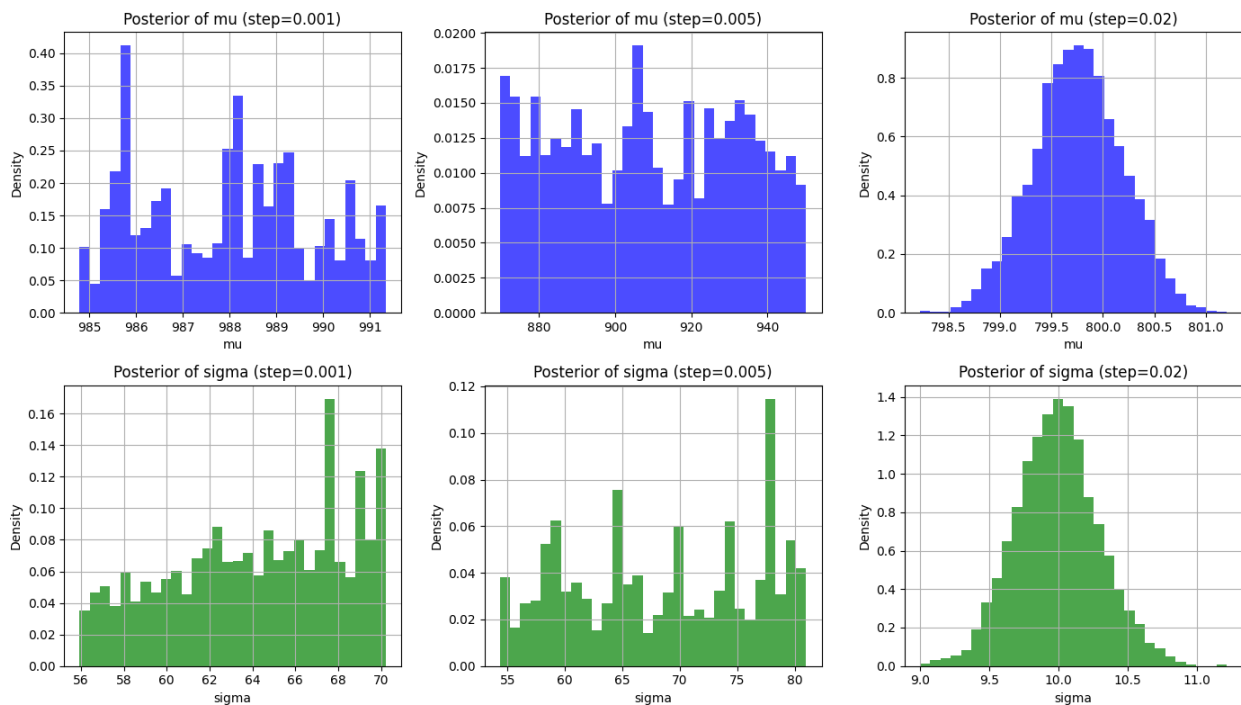 Posterior of mu (step=0.001)
Density
0.40
0.35
0.30
0.25
0.20
0.15
0.10
0.05
0.00
985 986 987 988 989 990 991
mu
Posterior of mu (step=0.005)
Density
0.0200
0.0175
0.0150
0.0125
0.0100
0.0075
0.0050
0.0025
0.0000
880 900 920 940
mu
Posterior of mu (step=0.02)
Density
0.8
0.6
0.4
0.2
0.0
798.5 799.0 799.5 800.0 800.5 801.0
mu
Posterior of sigma (step=0.001)
Density
0.16
0.14
0.12
0.10
0.08
0.06
0.04
0.02
0.00
56 58 60 62 64 66 68 70
sigma
Posterior of sigma (step=0.005)
Density
0.12
0.10
0.08
0.06
0.04
0.02
0.00
55 60 65 70 75 80
sigma
Posterior of sigma (step=0.02)
Density
1.4
1.2
1.0
0.8
0.6
0.4
0.2
0.0
9.0 9.5 10.0 10.5 11.0
sigma